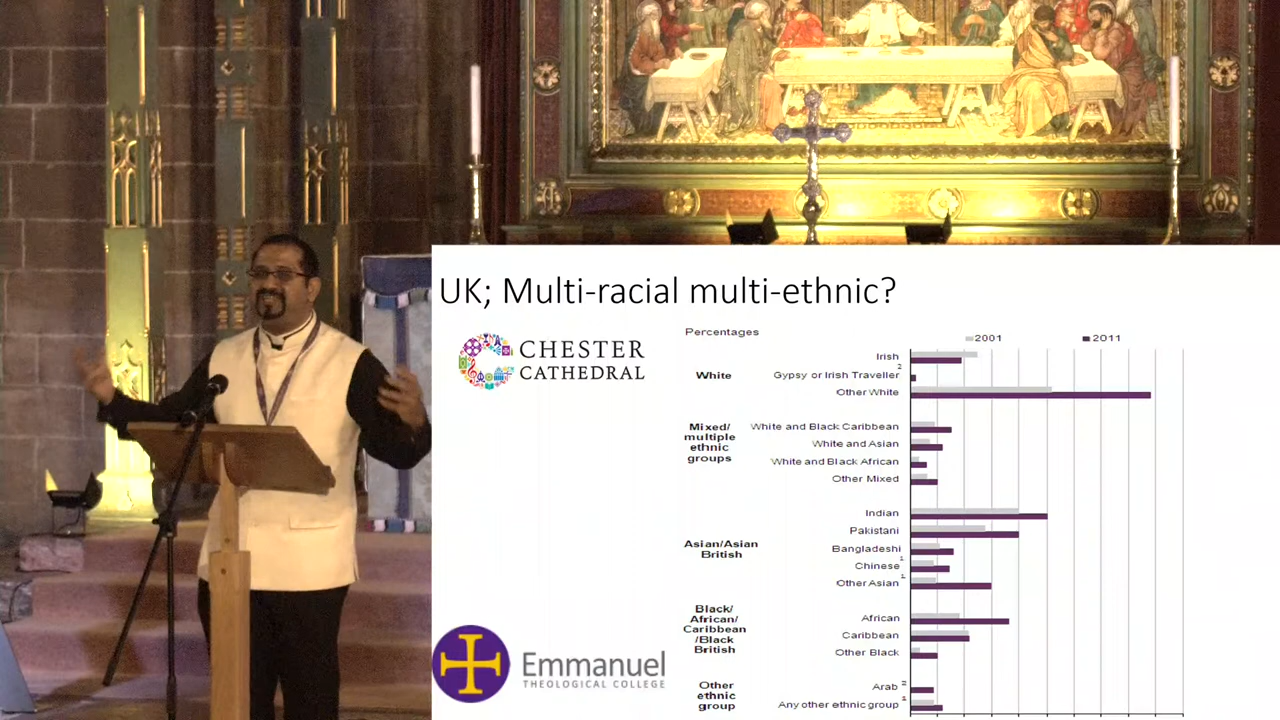 UK; Multi-racial multi-ethnic?
CHESTER
CATHEDRAL
Percentages
2001
2011
White
Irish
Gypsy or Irish Traveller 2
Other White
Mixed/
multiple
ethnic
groups
White and Black Caribbean
White and Asian
White and Black African
Other Mixed
Asian/Asian
British
Indian
Pakistani
Bangladeshi
Chinese
Other Asian
Black/
African/
Caribbean
/Black
British
African
Caribbean
Other Black
Other
ethnic
group
Arab
Any other ethnic group
Emmanuel
THEOLOGICAL COLLEGE